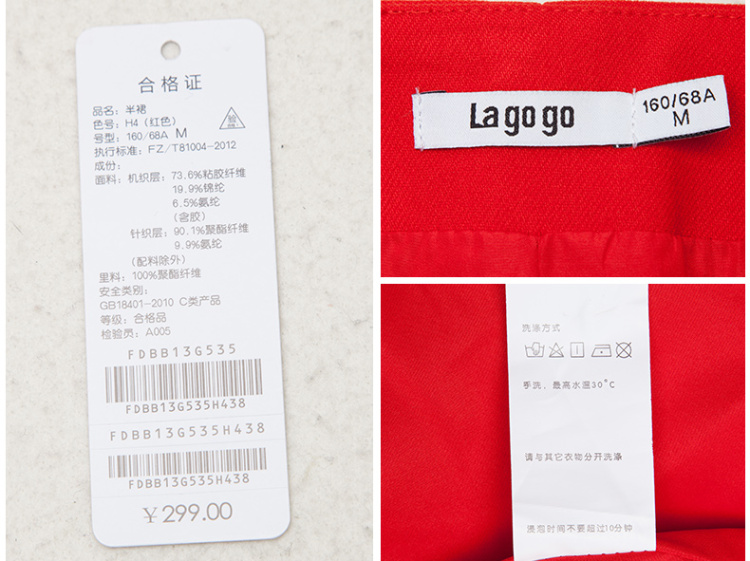 合格证
品名: 半裙
色号: H4 (红色)
号型: 160/68A M
执行标准: FZ/T81004-2012
成份:
面料: 机织层: 73.6%粘胶纤维
19.9%锦纶
6.5%氨纶
(含胶)
针织层: 90.1%聚酯纤维
9.9%氨纶
(配料除外)
里料: 100%聚酯纤维
安全类别:
GB18401-2010 C类产品
等级: 合格品
检验员: A005
FDBB13G535
FDBB13G535H438
FDBB13G535H438
FDBB13G535H438
¥299.00
Lagogo
160/68A
M
洗涤方式
手洗, 最高水温30°C
请与其它衣物分开洗涤
浸泡时间不要超过10分钟